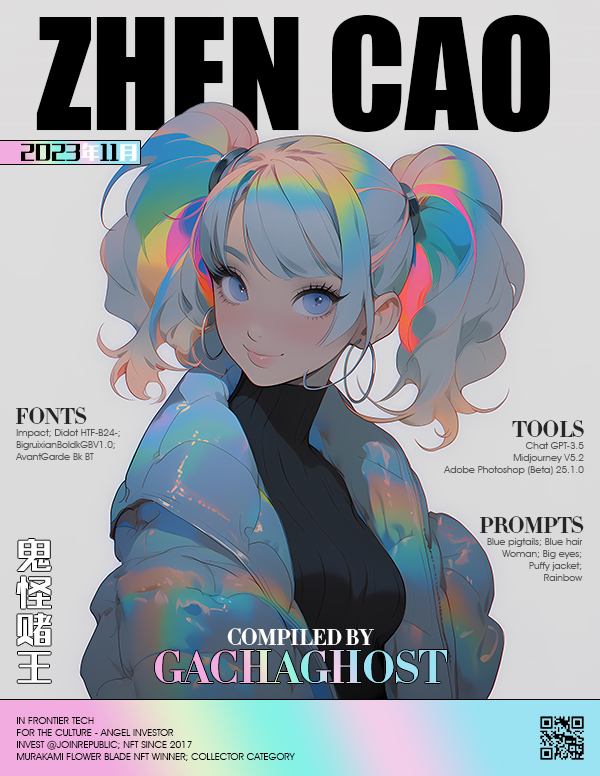 ZHEN CAO
2023年11月
FONTS
Impact; Didot HTF-B24-;
BigruixianBoldkGBV1.0;
AvantGarde Bk BT
TOOLS
Chat GPT-3.5
Midjourney V5.2
Adobe Photoshop (Beta) 25.1.0
PROMPTS
Blue pigtails; Blue hair
Woman; Big eyes;
Puffy jacket;
Rainbow
鬼怪赌王
COMPILED BY
GACHAGHOST
IN FRONTIER TECH
FOR THE CULTURE - ANGEL INVESTOR
INVEST @JOINREPUBLIC; NFT SINCE 2017
MURAKAMI FLOWER BLADE NFT WINNER; COLLECTOR CATEGORY